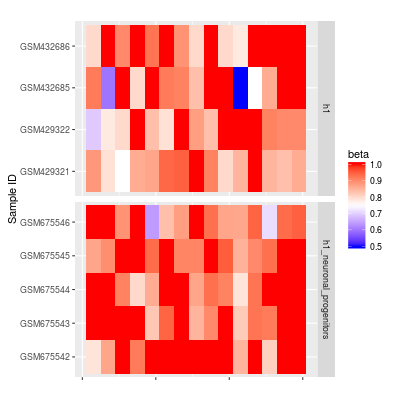 Sample ID
GSM432686
GSM432685
GSM429322
GSM429321
h1
GSM675546
GSM675545
GSM675544
GSM675543
GSM675542
h1_neuronal_progenitors
beta
1.0
0.9
0.8
0.7
0.6
0.5